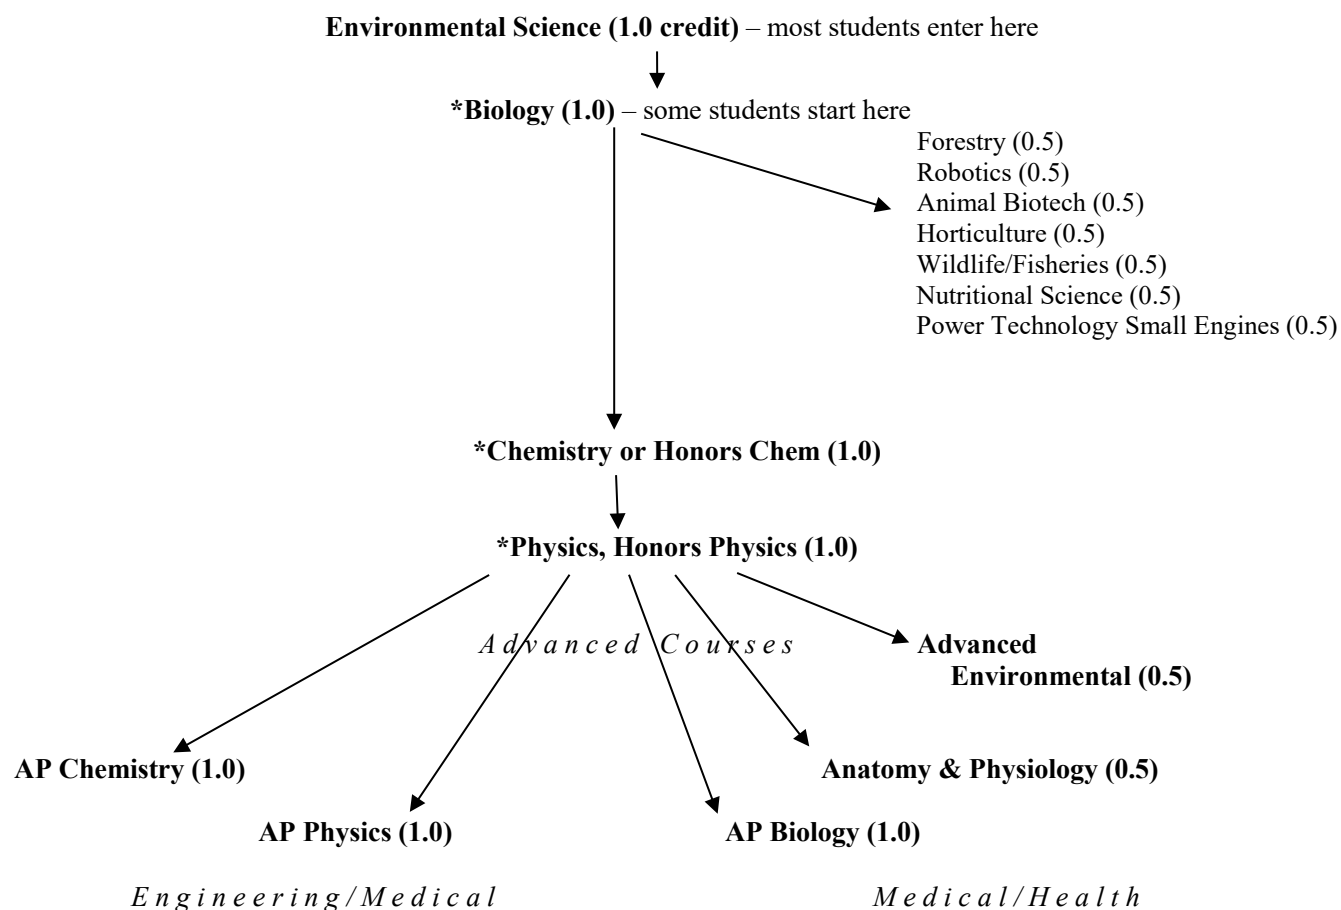 Environmental Science (1.0 credit) – most students enter here
*Biology (1.0) – some students start here
Forestry (0.5)
Robotics (0.5)
Animal Biotech (0.5)
Horticulture (0.5)
Wildlife/Fisheries (0.5)
Nutritional Science (0.5)
Power Technology Small Engines (0.5)
*Chemistry or Honors Chem (1.0)
*Physics, Honors Physics (1.0)
Advanced Courses
Advanced
Environmental (0.5)
AP Chemistry (1.0)
Anatomy & Physiology (0.5)
AP Physics (1.0)
AP Biology (1.0)
Engineering/Medical
Medical/Health